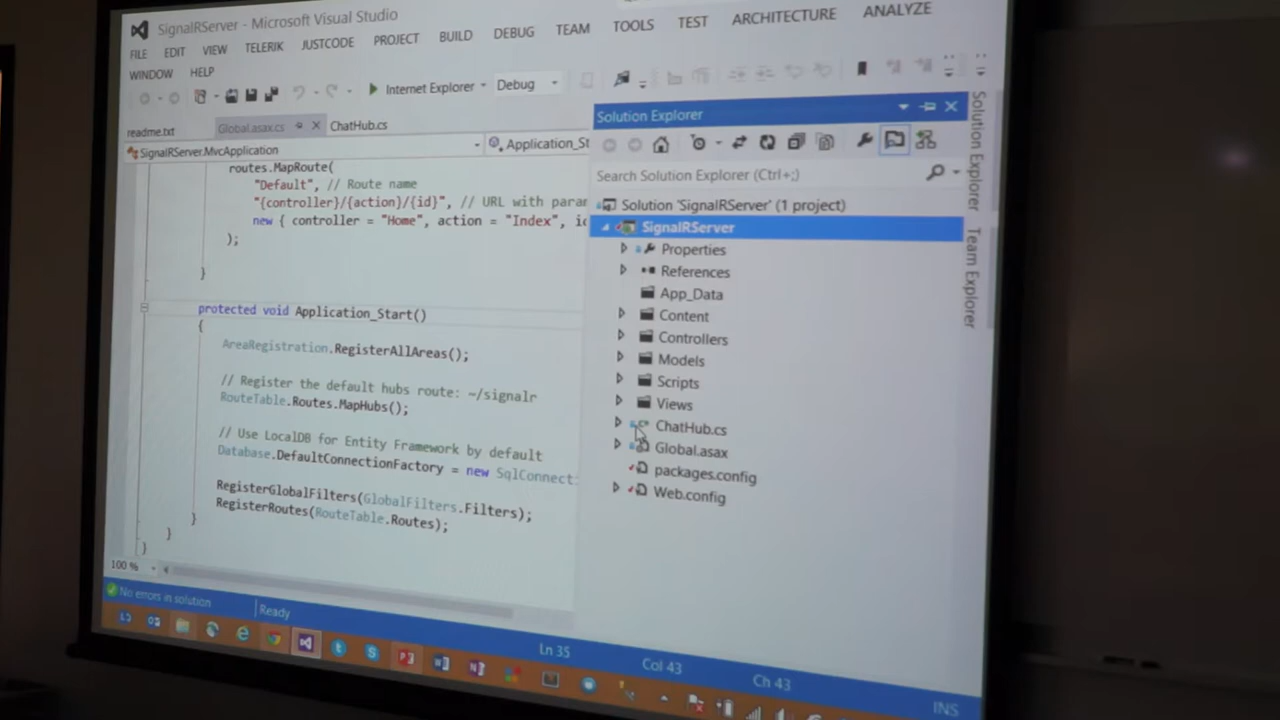 SignalRServer - Microsoft Visual Studio
FILE EDIT VIEW TELERIK JUSTCODE PROJECT BUILD DEBUG TEAM TOOLS TEST ARCHITECTURE ANALYZE
WINDOW HELP
Internet Explorer Debug
readme.txt Global.asax.cs ChatHub.cs
SignalRServer.MvcApplication Application_St
routes.MapRoute(
"Default", // Route name
"{controller}/{action}/{id}", // URL with param
new { controller = "Home", action = "Index", id
);
}
protected void Application_Start()
{
AreaRegistration.RegisterAllAreas();
// Register the default hubs route: ~/signalr
RouteTable.Routes.MapHubs();
// Use LocalDB for Entity Framework by default
Database.DefaultConnectionFactory = new SqlConnect
RegisterGlobalFilters(GlobalFilters.Filters);
RegisterRoutes(RouteTable.Routes);
}
}
}
100 %
Solution Explorer
Search Solution Explorer (Ctrl+;)
Solution 'SignalRServer' (1 project)
SignalRServer
Properties
References
App_Data
Content
Controllers
Models
Scripts
Views
ChatHub.cs
Global.asax
packages.config
Web.config
Solution Explorer
Team Explorer
No errors in solution
Ready
Ln 35 Col 43 Ch 43 INS